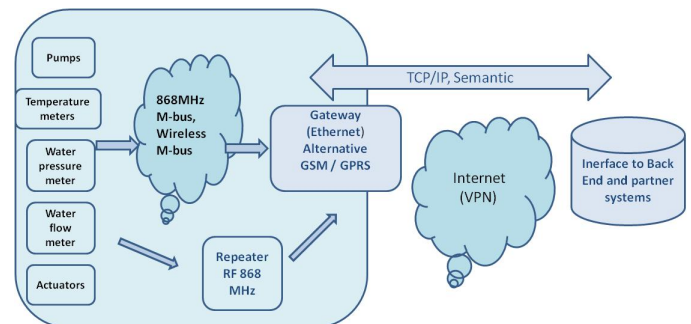 Pumps
Temperature
meters
Water
pressure
meter
Water
flow
meter
Actuators
868MHz
M-bus,
Wireless
M-bus
Repeater
RF 868
MHz
Gateway
(Ethernet)
Alternative
GSM / GPRS
TCP/IP, Semantic
Internet
(VPN)
Inerface to Back
End and partner
systems